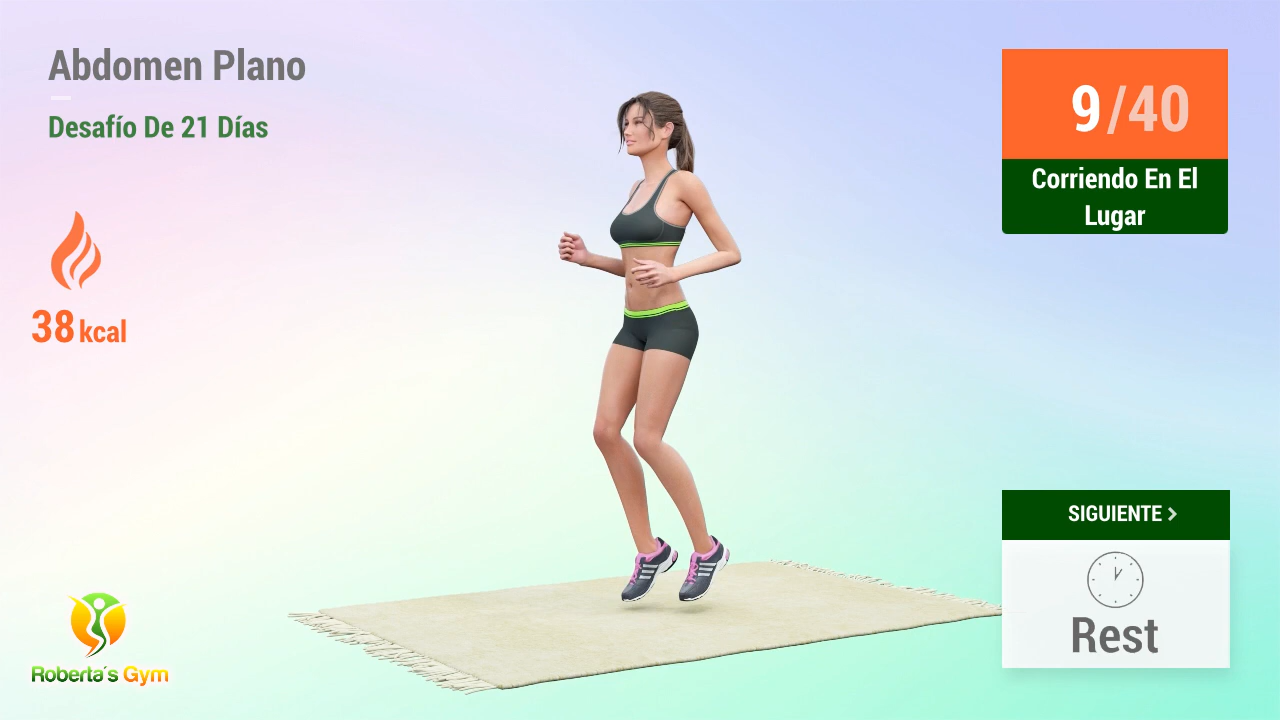 Abdomen Plano
Desafío De 21 Días
38 kcal
9/40
Corriendo En El
Lugar
SIGUIENTE >
Rest
Roberta´s Gym